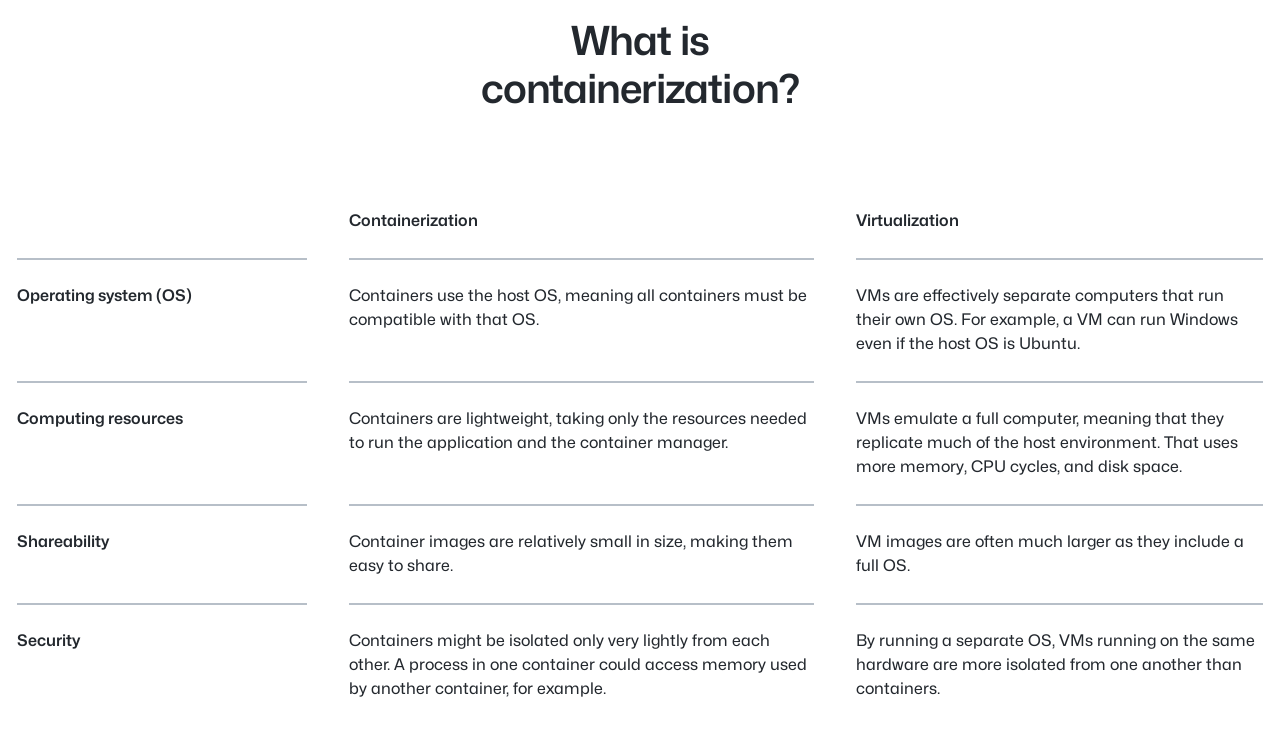 What is
containerization?
Containerization
Virtualization
Operating system (OS)
Containers use the host OS, meaning all containers must be
compatible with that OS.
VMs are effectively separate computers that run
their own OS. For example, a VM can run Windows
even if the host OS is Ubuntu.
Computing resources
Containers are lightweight, taking only the resources needed
to run the application and the container manager.
VMs emulate a full computer, meaning that they
replicate much of the host environment. That uses
more memory, CPU cycles, and disk space.
Shareability
Container images are relatively small in size, making them
easy to share.
VM images are often much larger as they include a
full OS.
Security
Containers might be isolated only very lightly from each
other. A process in one container could access memory used
by another container, for example.
By running a separate OS, VMs running on the same
hardware are more isolated from one another than
containers.